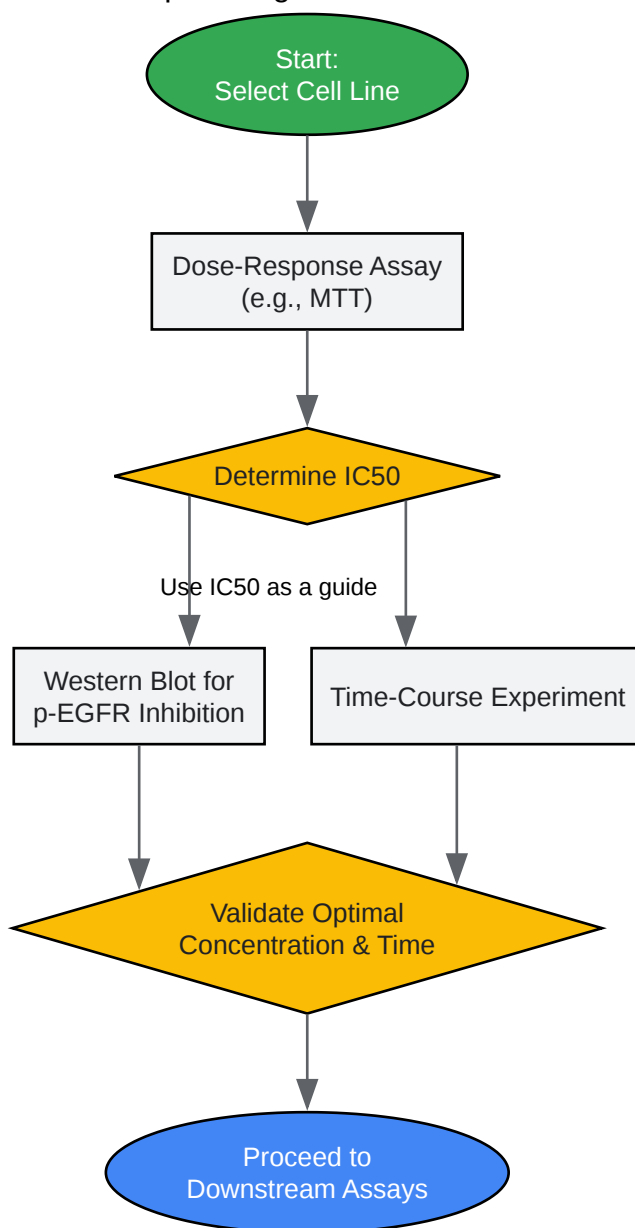 Start:
Select Cell Line
Dose-Response Assay
(e.g., MTT)
Determine IC50
Use IC50 as a guide
Western Blot for
p-EGFR Inhibition
Time-Course Experiment
Validate Optimal
Concentration & Time
Proceed to
Downstream Assays